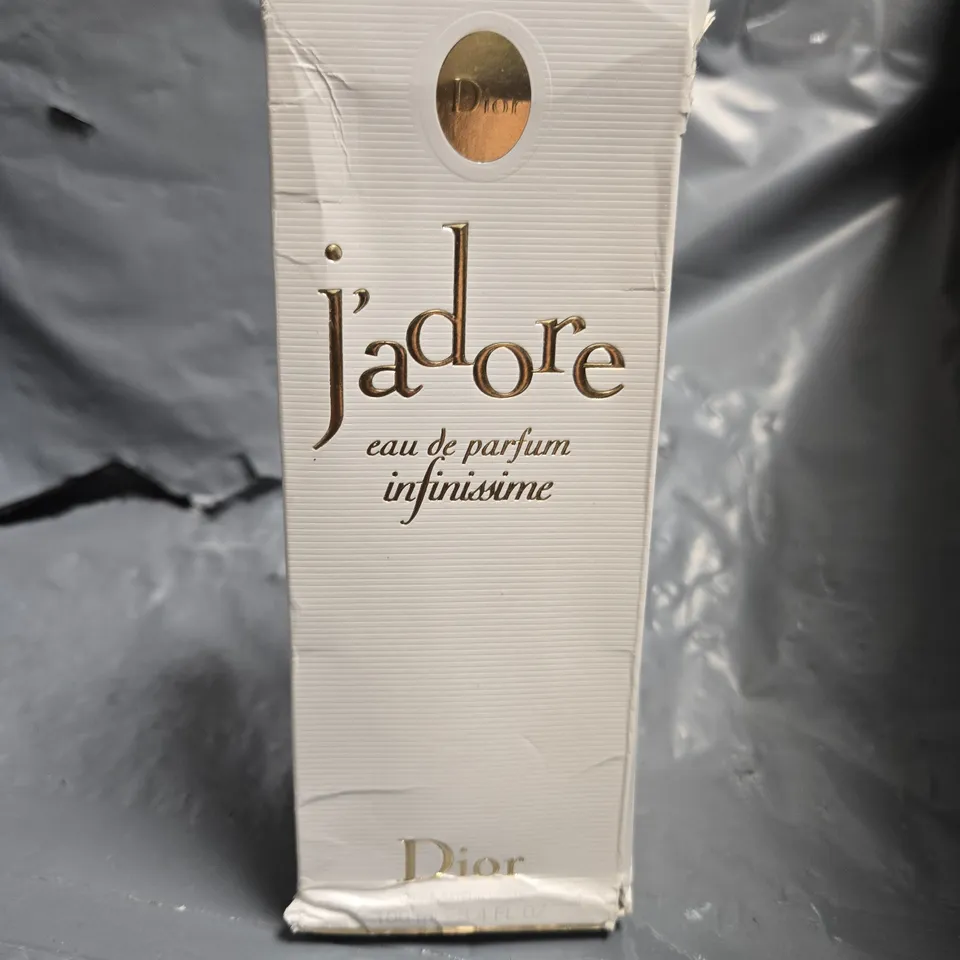 Dior
j'adore
eau de parfum
infinissime
Dior